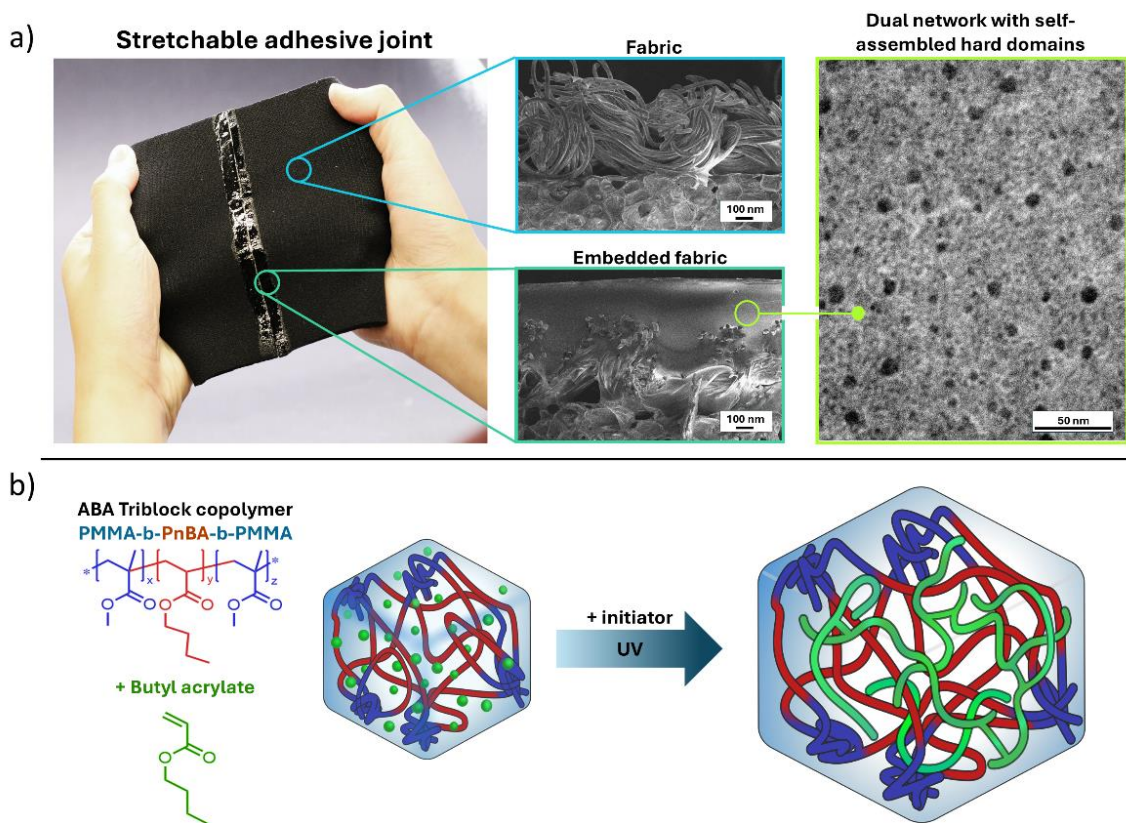 a)
Stretchable adhesive joint
Fabric
100 nm
Embedded fabric
100 nm
Dual network with self-
assembled hard domains
50 nm
b)
ABA Triblock copolymer
PMMA-b-PnBA-b-PMMA
* x y z *
O O O O O O
+ Butyl acrylate
O O
+ initiator
UV